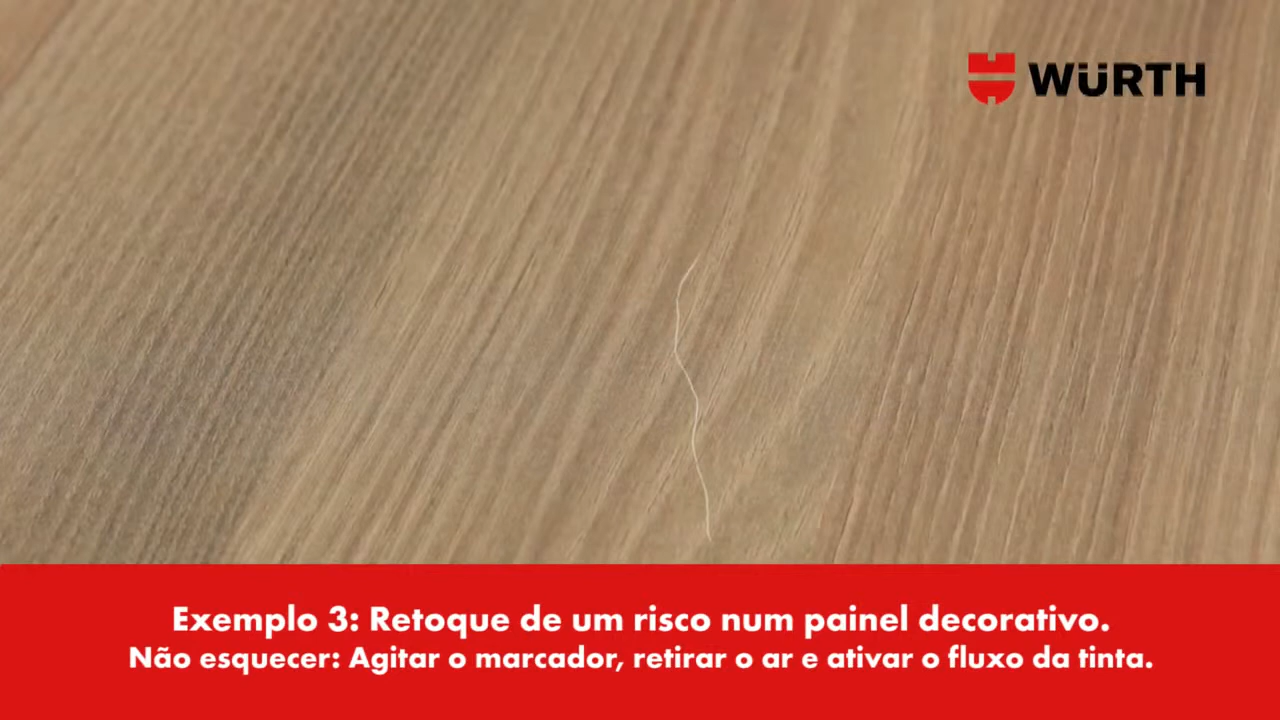 WÜRTH
Exemplo 3: Retoque de um risco num painel decorativo.
Não esquecer: Agitar o marcador, retirar o ar e ativar o fluxo da tinta.